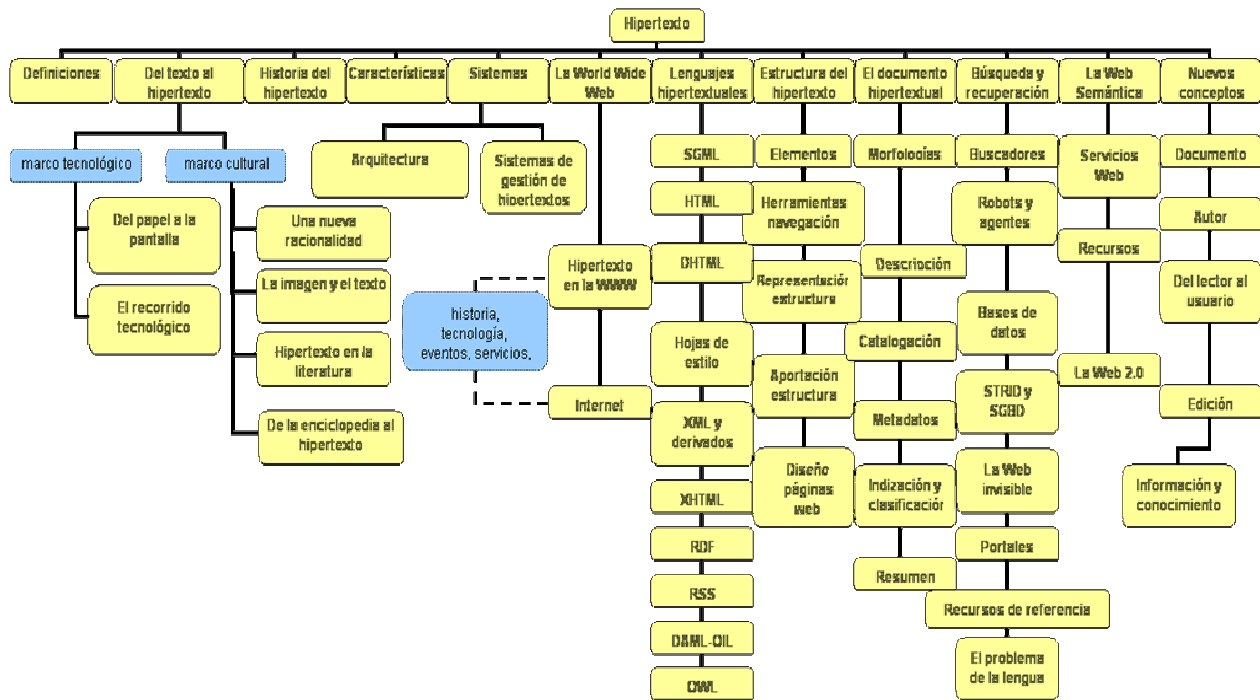 Hipertexto
Definiciones
Del texto al
hipertexto
Historia del
hipertexto
Características
Sistemas
La World Wide
Web
Lenguajes
hipertextuales
Estructura del
hipertexto
El documento
hipertextual
Búsqueda y
recuperación
La Web
Semántica
Nuevos
conceptos
marco tecnológico
marco cultural
Del papel a la
pantalla
El recorrido
tecnológico
Una nueva
racionalidad
La imagen y el texto
Hipertexto en la
literatura
De la enciclopedia al
hipertexto
Arquitectura
Sistemas de
gestión de
hipertextos
Hipertexto
en la WWW
historia,
tecnología,
eventos, servicios,
Internet
SGML
HTML
DHTML
Hojas de
estilo
XML y
derivados
XHTML
RDF
RSS
DAML-OIL
OWL
Elementos
Herramientas
navegación
Representación
estructura
Aportación
estructura
Diseño
páginas
web
Morfologías
Descripción
Catalogación
Metadatos
Indización y
clasificación
Resumen
Buscadores
Robots y
agentes
Bases de
datos
STRID y
SGBD
La Web
invisible
Portales
Recursos de referencia
El problema
de la lengua
Servicios
Web
Recursos
La Web 2.0
Documento
Autor
Del lector al
usuario
Edición
Información y
conocimiento